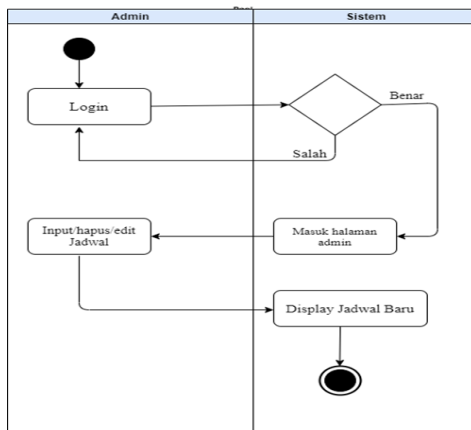 Admin
Sistem
Login
Benar
Salah
Input/hapus/edit
Jadwal
Masuk halaman
admin
Display Jadwal Baru